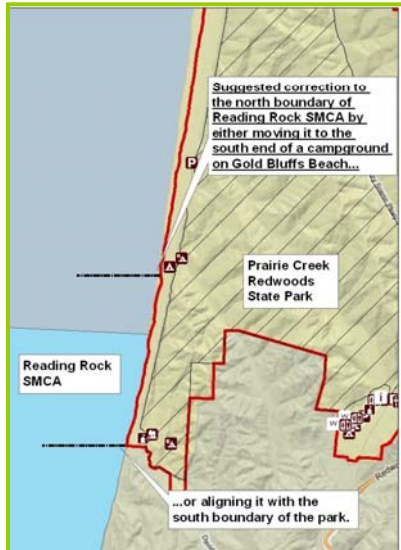 Suggested correction to
the north boundary of
Reading Rock SMCA by
either moving it to the
south end of a campground
on Gold Bluffs Beach...
P
Prairie Creek
Redwoods
State Park
Reading Rock
SMCA
i
W
W
...or aligning it with the
south boundary of the park.